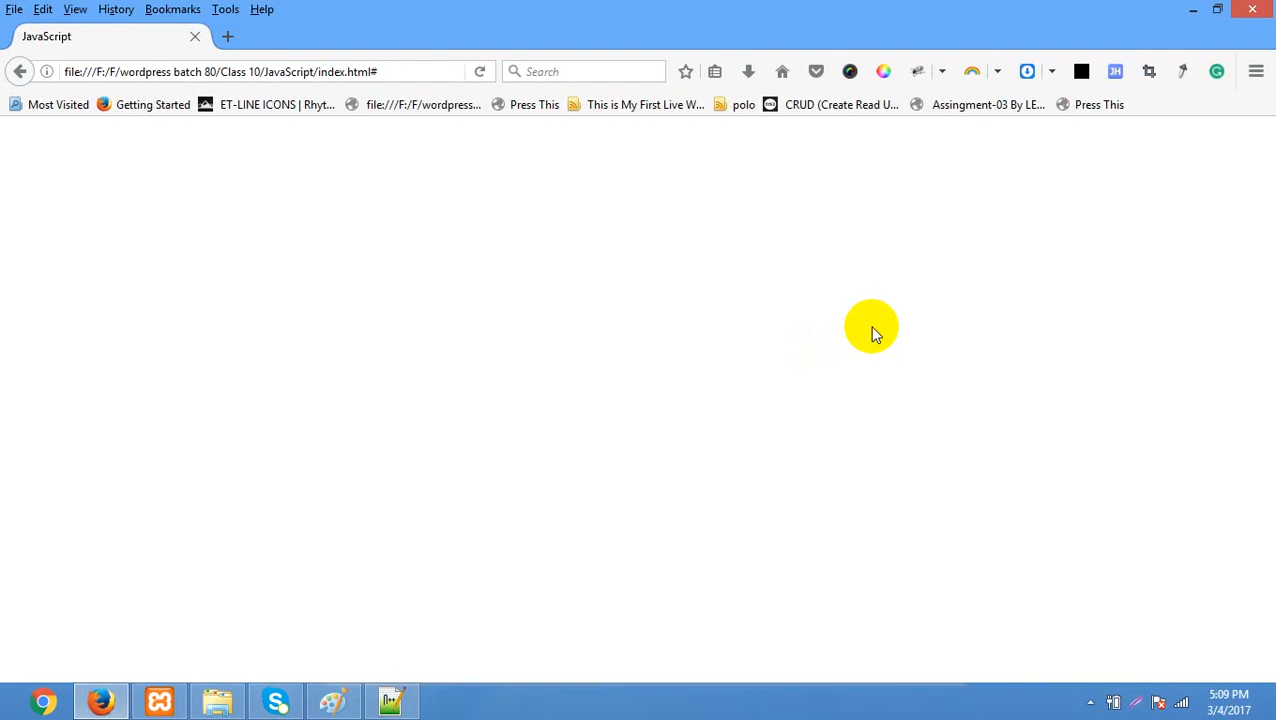 File Edit View History Bookmarks Tools Help
JavaScript
file:///F:/F/wordpress batch 80/Class 10/JavaScript/index.html# Search JH
Most Visited Getting Started ET-LINE ICONS | Rhyt... file:///F:/F/wordpress... Press This This is My First Live W... polo CRUD (Create Read U... Assingment-03 By LE... Press This
5:09 PM
3/4/2017